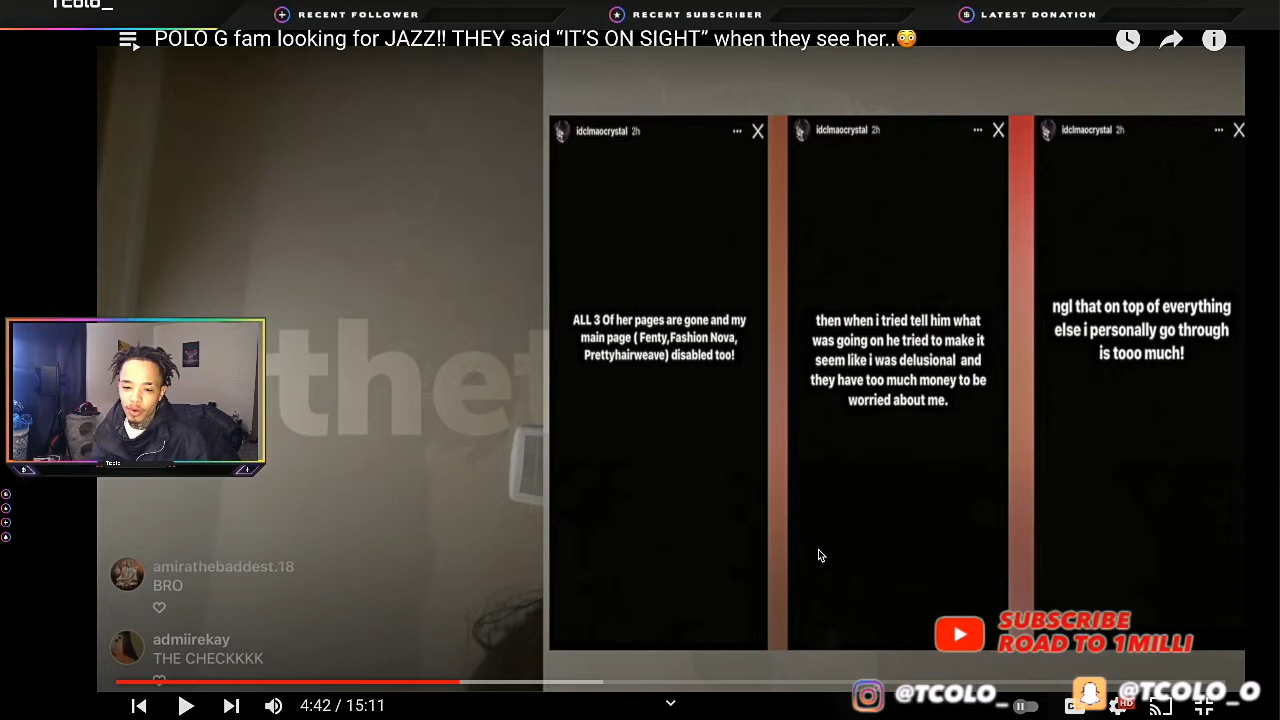 TCOLO_
RECENT FOLLOWER
RECENT SUBSCRIBER
LATEST DONATION
POLO G fam looking for JAZZ!! THEY said “IT’S ON SIGHT” when they see her..😳
idclmaocrystal 2h
ALL 3 Of her pages are gone and my
main page ( Fenty,Fashion Nova,
Prettyhairweave) disabled too!
idclmaocrystal 2h
then when i tried tell him what
was going on he tried to make it
seem like i was delusional and
they have too much money to be
worried about me.
idclmaocrystal 2h
ngl that on top of everything
else i personally go through
is tooo much!
the
Tcolo
amirathebaddest.18
BRO
admiirekay
THE CHECKKKK
SUBSCRIBE
ROAD TO 1MILLI
4:42 / 15:11
@TCOLO_
@TCOLO_O
HD